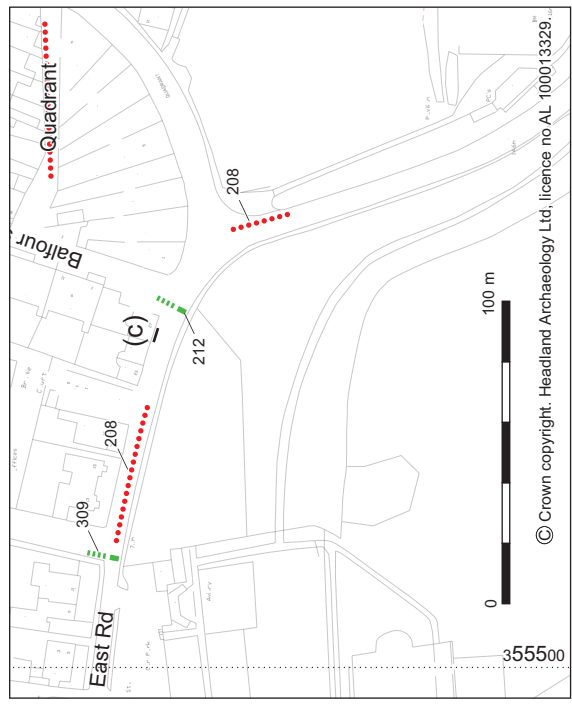 Quadrant
Balfour
208
(c)
212
208
309
East Rd
0
100 m
© Crown copyright. Headland Archaeology Ltd, licence no AL 100013329.
355500